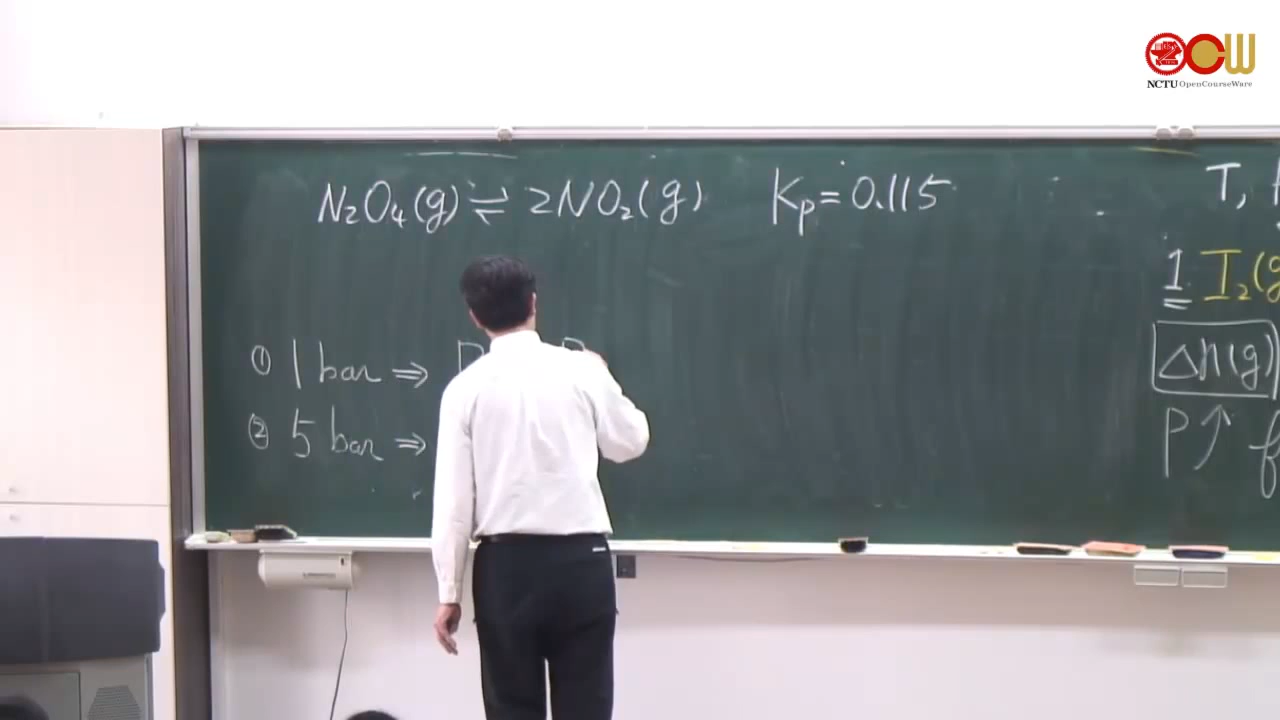 NCTU OpenCourseWare
N₂O₄(g) ⇌ 2NO₂(g) Kp = 0.115
① 1 bar ⇒ P P
② 5 bar ⇒
T,
1 I₂(g
Δn(g)
P↑